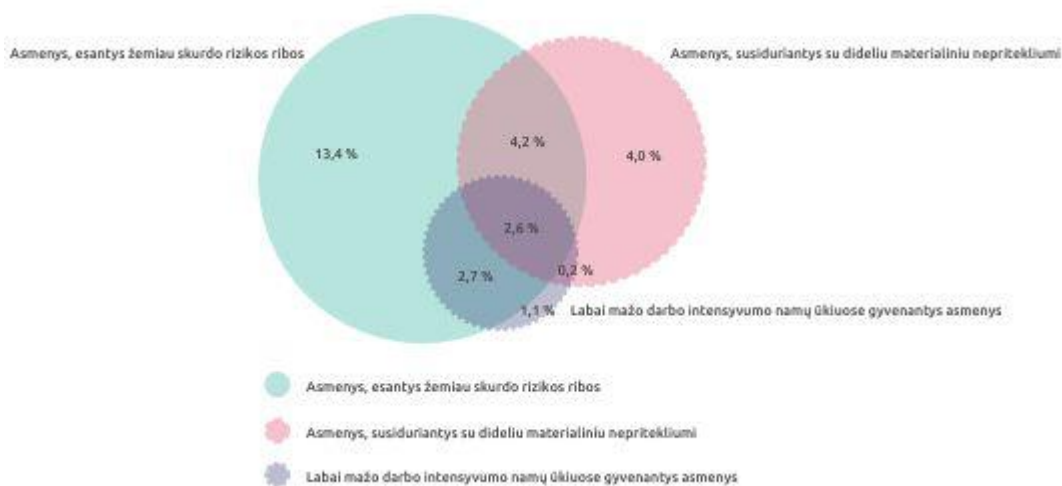 Asmenys, esantys žemiau skurdo rizikos ribos
Asmenys, susiduriantys su dideliu materialiniu nepritekliumi
13,4 %
4,2 %
4,0 %
2,6 %
2,7 %
0,2 %
1,1 %
Labai mažo darbo intensyvumo namų ūkiuose gyvenantys asmenys
Asmenys, esantys žemiau skurdo rizikos ribos
Asmenys, susiduriantys su dideliu materialiniu nepritekliumi
Labai mažo darbo intensyvumo namų ūkiuose gyvenantys asmenys